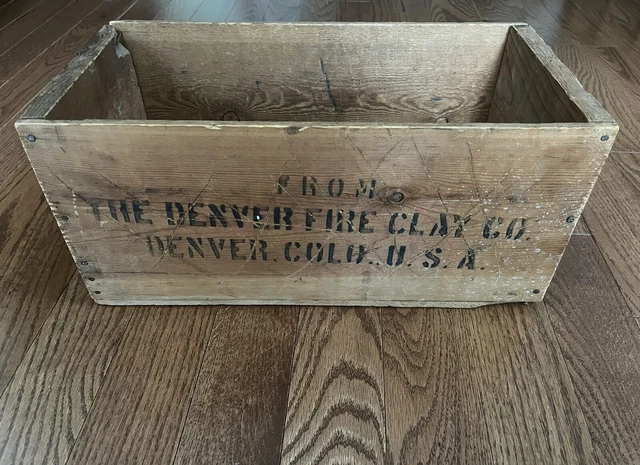 FROM
THE DENVER FIRE CLAY CO.
DENVER. COLO. U. S. A.